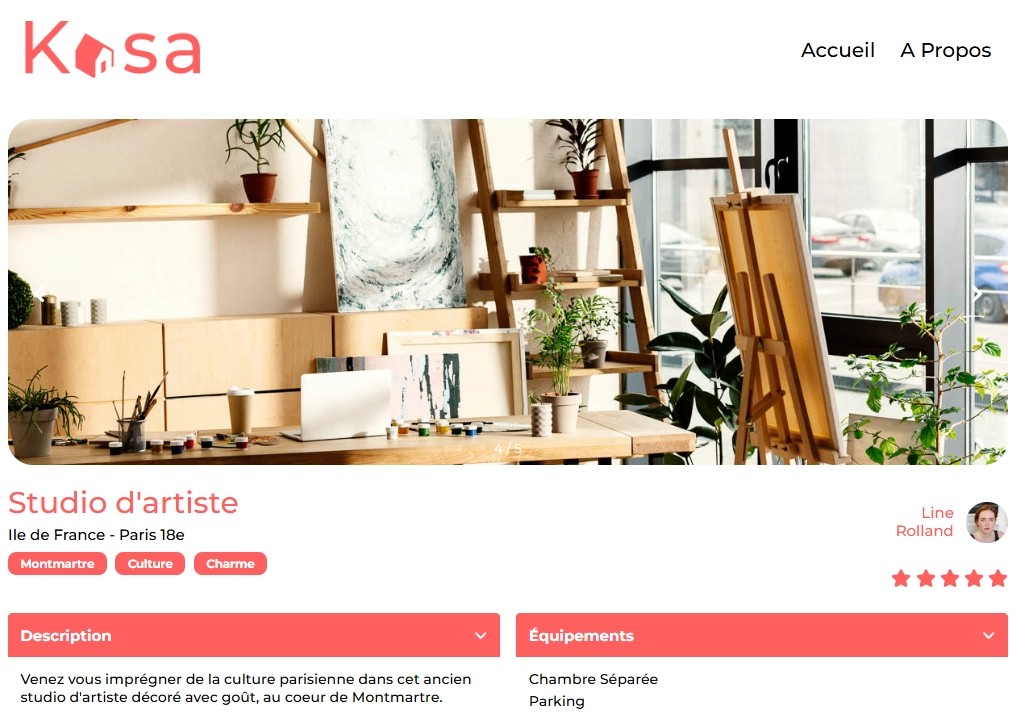 Kasa
Accueil A Propos
4 / 5
Studio d'artiste
Ile de France - Paris 18e
Montmartre Culture Charme
Line
Rolland
Description
Venez vous imprégner de la culture parisienne dans cet ancien
studio d'artiste décoré avec goût, au coeur de Montmartre.
Équipements
Chambre Séparée
Parking